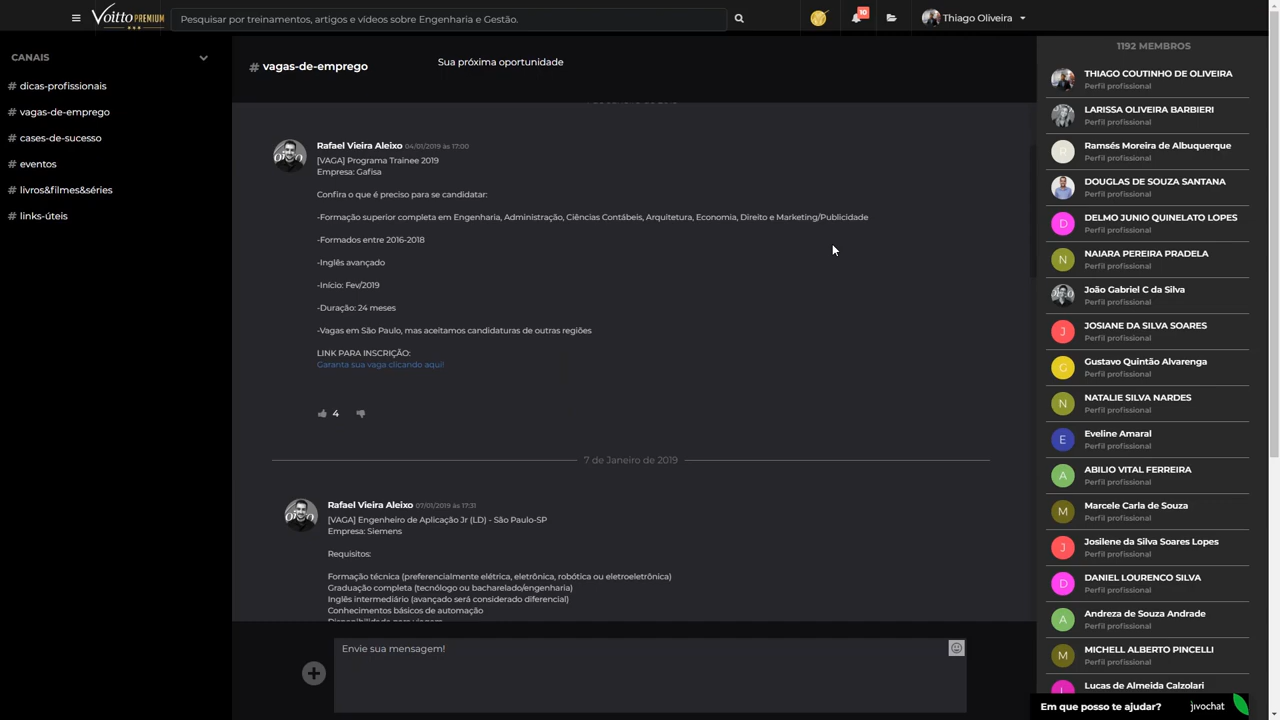 Voitto PREMIUM
Pesquisar por treinamentos, artigos e vídeos sobre Engenharia e Gestão.
10
Thiago Oliveira
CANAIS
# dicas-profissionais
# vagas-de-emprego
# cases-de-sucesso
# eventos
# livros&filmes&séries
# links-úteis
# vagas-de-emprego
Sua próxima oportunidade
Rafael Vieira Aleixo 04/01/2019 às 17:00
[VAGA] Programa Trainee 2019
Empresa: Gafisa
Confira o que é preciso para se candidatar:
-Formação superior completa em Engenharia, Administração, Ciências Contábeis, Arquitetura, Economia, Direito e Marketing/Publicidade
-Formados entre 2016-2018
-Inglês avançado
-Início: Fev/2019
-Duração: 24 meses
-Vagas em São Paulo, mas aceitamos candidaturas de outras regiões
LINK PARA INSCRIÇÃO:
Garanta sua vaga clicando aqui!
4
7 de Janeiro de 2019
Rafael Vieira Aleixo 07/01/2019 às 17:31
[VAGA] Engenheiro de Aplicação Jr (LD) - São Paulo-SP
Empresa: Siemens
Requisitos:
Formação técnica (preferencialmente elétrica, eletrônica, robótica ou eletroeletrônica)
Graduação completa (tecnólogo ou bacharelado/engenharia)
Inglês intermediário (avançado será considerado diferencial)
Conhecimentos básicos de automação
Envie sua mensagem!
1192 MEMBROS
THIAGO COUTINHO DE OLIVEIRA
Perfil profissional
LARISSA OLIVEIRA BARBIERI
Perfil profissional
R
Ramsés Moreira de Albuquerque
Perfil profissional
DOUGLAS DE SOUZA SANTANA
Perfil profissional
D
DELMO JUNIO QUINELATO LOPES
Perfil profissional
N
NAIARA PEREIRA PRADELA
Perfil profissional
João Gabriel C da Silva
Perfil profissional
J
JOSIANE DA SILVA SOARES
Perfil profissional
G
Gustavo Quintão Alvarenga
Perfil profissional
N
NATALIE SILVA NARDES
Perfil profissional
E
Eveline Amaral
Perfil profissional
A
ABILIO VITAL FERREIRA
Perfil profissional
M
Marcele Carla de Souza
Perfil profissional
J
Josilene da Silva Soares Lopes
Perfil profissional
D
DANIEL LOURENCO SILVA
Perfil profissional
A
Andreza de Souza Andrade
Perfil profissional
M
MICHELL ALBERTO PINCELLI
Perfil profissional
L
Lucas de Almeida Calzolari
Em que posso te ajudar?
jivochat